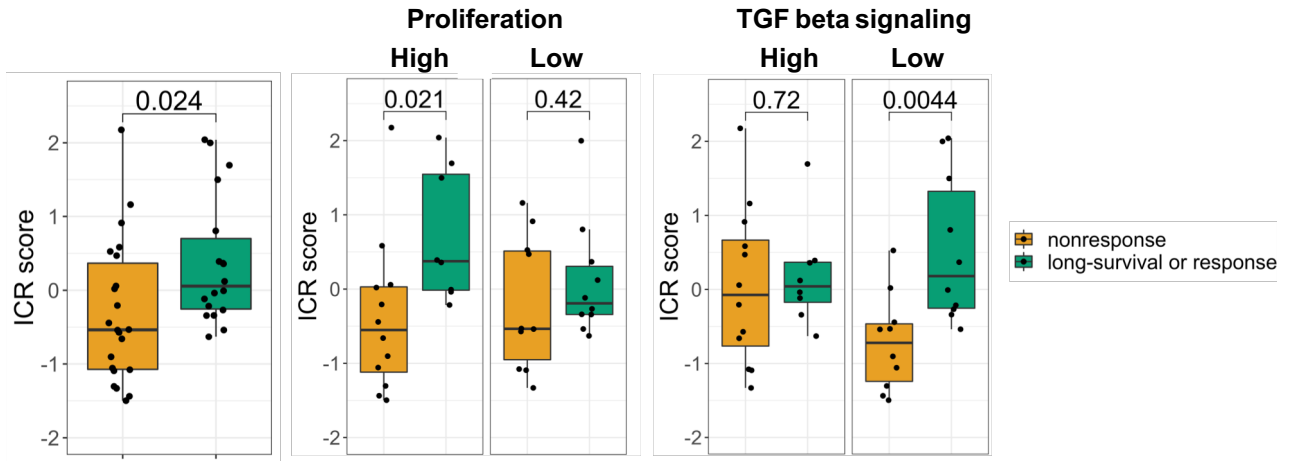 Proliferation
TGF beta signaling
High
Low
High
Low
0.024
0.021
0.42
0.72
0.0044
ICR score
2
1
0
-1
-2
ICR score
2
1
0
-1
-2
ICR score
2
1
0
-1
-2
nonresponse
long-survival or response